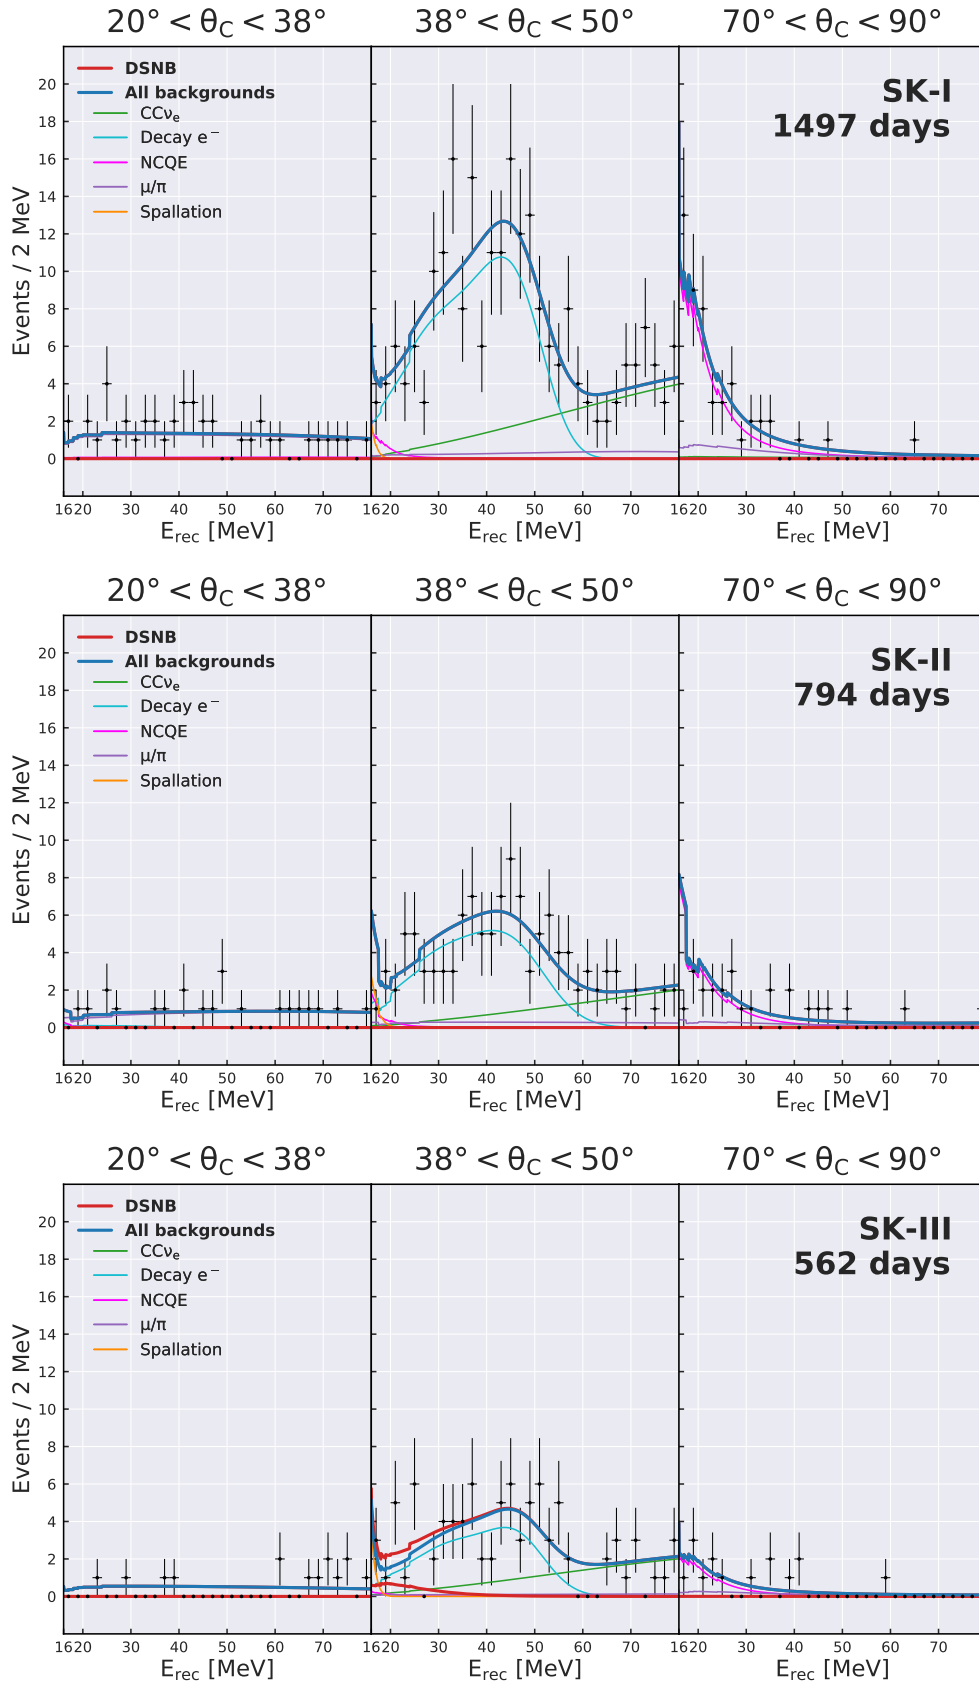 20° < θC < 38° 38° < θC < 50° 70° < θC < 90°
DSNB
All backgrounds
CCνe
Decay e−
NCQE
μ/π
Spallation
SK-I
1497 days
Events / 2 MeV
20
18
16
14
12
10
8
6
4
2
0
1620 30 40 50 60 70 1620 30 40 50 60 70 1620 30 40 50 60 70
Erec [MeV] Erec [MeV] Erec [MeV]
20° < θC < 38° 38° < θC < 50° 70° < θC < 90°
DSNB
All backgrounds
CCνe
Decay e−
NCQE
μ/π
Spallation
SK-II
794 days
Events / 2 MeV
20
18
16
14
12
10
8
6
4
2
0
1620 30 40 50 60 70 1620 30 40 50 60 70 1620 30 40 50 60 70
Erec [MeV] Erec [MeV] Erec [MeV]
20° < θC < 38° 38° < θC < 50° 70° < θC < 90°
DSNB
All backgrounds
CCνe
Decay e−
NCQE
μ/π
Spallation
SK-III
562 days
Events / 2 MeV
20
18
16
14
12
10
8
6
4
2
0
1620 30 40 50 60 70 1620 30 40 50 60 70 1620 30 40 50 60 70
Erec [MeV] Erec [MeV] Erec [MeV]